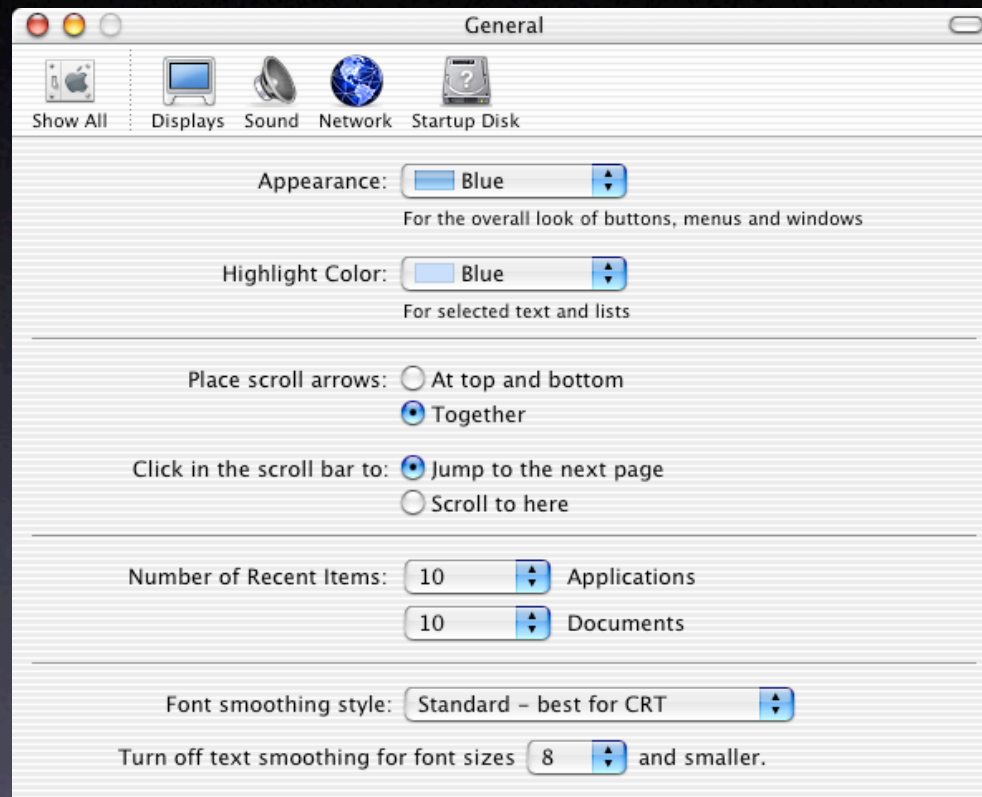 General
Show All Displays Sound Network Startup Disk
Appearance: Blue
For the overall look of buttons, menus and windows
Highlight Color: Blue
For selected text and lists
Place scroll arrows: At top and bottom
Together
Click in the scroll bar to: Jump to the next page
Scroll to here
Number of Recent Items: 10 Applications
10 Documents
Font smoothing style: Standard – best for CRT
Turn off text smoothing for font sizes 8 and smaller.